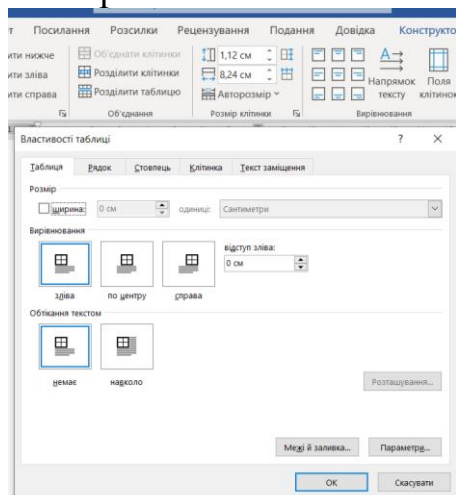 Посилання Розсилки Рецензування Подання Довідка Конструкто
ити нижче Об'єднати клітинки 1,12 см
ити зліва Розділити клітинки 8,24 см Напрямок Поля
ити справа Розділити таблицю Авторозмір тексту клітинок
Об'єднання Розмір клітинки Вирівнювання
Властивості таблиці ? ×
Таблиця Рядок Стовпець Клітинка Текст заміщення
Розмір
ширина: 0 см одиниці: Сантиметри
Вирівнювання
відступ зліва:
0 см
зліва по центру справа
Обтікання текстом
немає навколо
Розташування...
Межі й заливка... Параметри...
ОК Скасувати